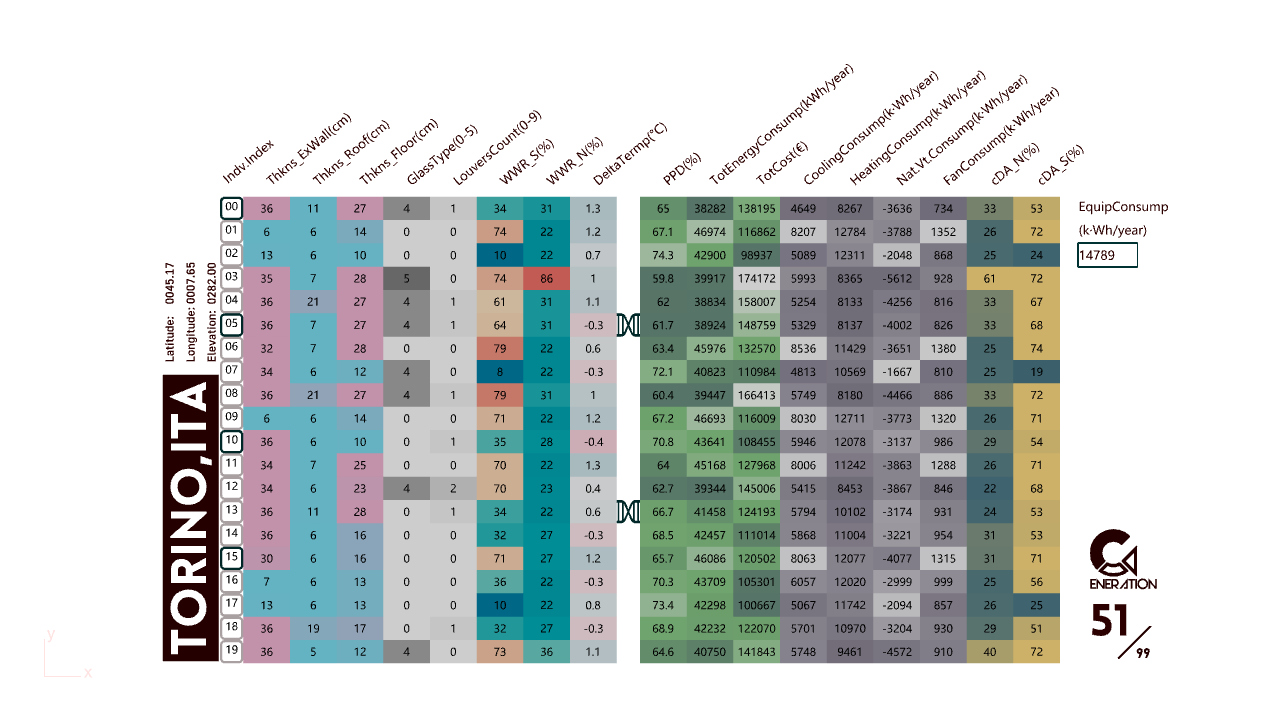 Indv.Index Thkns_ExWall(cm) Thkns_Roof(cm) Thkns_Floor(cm) GlassType(0-5) LouversCount(0-9) WWR_S(%) WWR_N(%) DeltaTermp(°C) PPD(%) TotEnergyConsump(kWh/year) TotCost(€) CoolingConsump(k·Wh/year) HeatingConsump(k·Wh/year) Nat.Vt.Consump(k·Wh/year) FanConsump(k·Wh/year) cDA_N(%) cDA_S(%)
00 36 11 27 4 1 34 31 1.3 65 38282 138195 4649 8267 -3636 734 33 53
01 6 6 14 0 0 74 22 1.2 67.1 46974 116862 8207 12784 -3788 1352 26 72
02 13 6 10 0 0 10 22 0.7 74.3 42900 98937 5089 12311 -2048 868 25 24
03 35 7 28 5 0 74 86 1 59.8 39917 174172 5993 8365 -5612 928 61 72
04 36 21 27 4 1 61 31 1.1 62 38834 158007 5254 8133 -4256 816 33 67
05 36 7 27 4 1 64 31 -0.3 61.7 38924 148759 5329 8137 -4002 826 33 68
06 32 7 28 0 0 79 22 0.6 63.4 45976 132570 8536 11429 -3651 1380 25 74
07 34 6 12 4 0 8 22 -0.3 72.1 40823 110984 4813 10569 -1667 810 25 19
08 36 21 27 4 1 79 31 1 60.4 39447 166413 5749 8180 -4466 886 33 72
09 6 6 14 0 0 71 22 1.2 67.2 46693 116009 8030 12711 -3773 1320 26 71
10 36 6 10 0 1 35 28 -0.4 70.8 43641 108455 5946 12078 -3137 986 29 54
11 34 7 25 0 0 70 22 1.3 64 45168 127968 8006 11242 -3863 1288 26 71
12 34 6 23 4 2 70 23 0.4 62.7 39344 145006 5415 8453 -3867 846 22 68
13 36 11 28 0 1 34 22 0.6 66.7 41458 124193 5794 10102 -3174 931 24 53
14 36 6 16 0 0 32 27 -0.3 68.5 42457 111014 5868 11004 -3221 954 31 53
15 30 6 16 0 0 71 27 1.2 65.7 46086 120502 8063 12077 -4077 1315 31 71
16 7 6 13 0 0 36 22 -0.3 70.3 43709 105301 6057 12020 -2999 999 25 56
17 13 6 13 0 0 10 22 0.8 73.4 42298 100667 5067 11742 -2094 857 26 25
18 36 19 17 0 1 32 27 -0.3 68.9 42232 122070 5701 10970 -3204 930 29 51
19 36 5 12 4 0 73 36 1.1 64.6 40750 141843 5748 9461 -4572 910 40 72
EquipConsump
(k·Wh/year)
14789
Latitude: 0045.17
Longitude: 0007.65
Elevation: 0282.00
TORINO,ITA
ENERATION
51/99
y
x